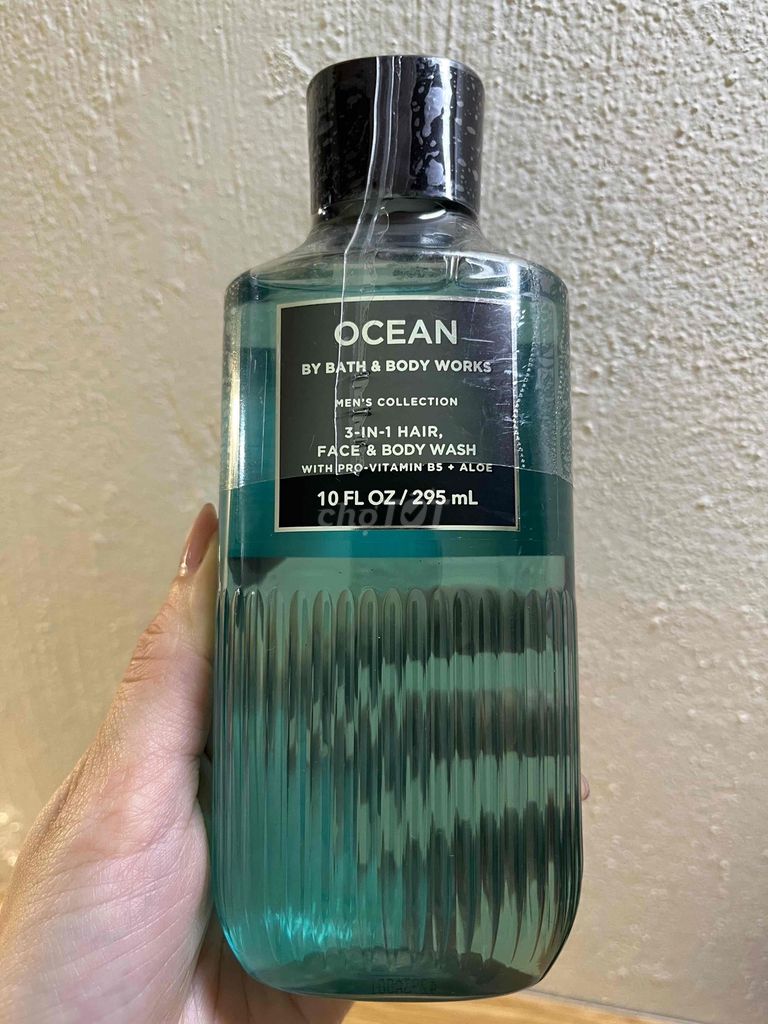 OCEAN
BY BATH & BODY WORKS
MEN'S COLLECTION
3-IN-1 HAIR,
FACE & BODY WASH
WITH PRO-VITAMIN B5 + ALOE
10 FL OZ / 295 mL
chợTỐT